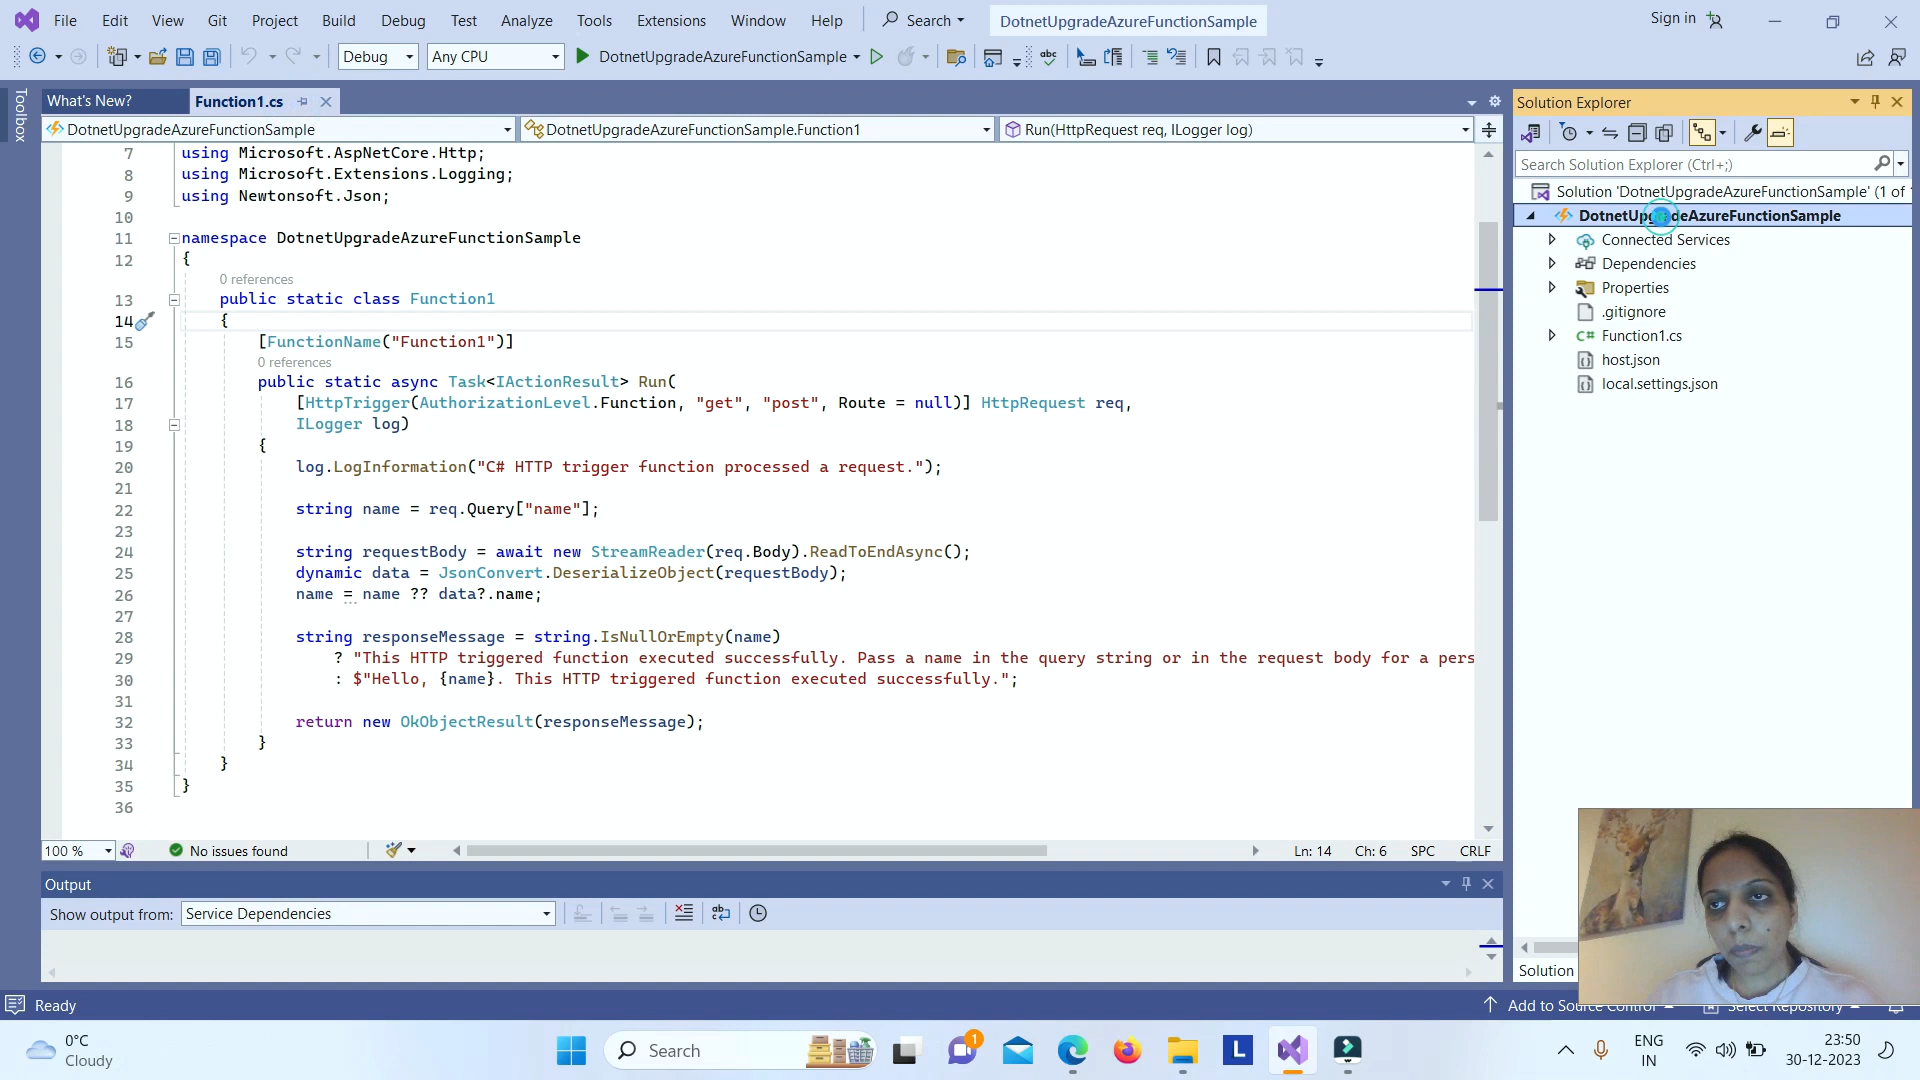 File Edit View Git Project Build Debug Test Analyze Tools Extensions Window Help Search DotnetUpgradeAzureFunctionSample Sign in
Debug Any CPU DotnetUpgradeAzureFunctionSample
Toolbox
What's New? Function1.cs
DotnetUpgradeAzureFunctionSample DotnetUpgradeAzureFunctionSample.Function1 Run(HttpRequest req, ILogger log)
7 using Microsoft.AspNetCore.Http;
8 using Microsoft.Extensions.Logging;
9 using Newtonsoft.Json;
10
11 namespace DotnetUpgradeAzureFunctionSample
12 {
0 references
13 public static class Function1
14 {
15 [FunctionName("Function1")]
0 references
16 public static async Task<IActionResult> Run(
17 [HttpTrigger(AuthorizationLevel.Function, "get", "post", Route = null)] HttpRequest req,
18 ILogger log)
19 {
20 log.LogInformation("C# HTTP trigger function processed a request.");
21
22 string name = req.Query["name"];
23
24 string requestBody = await new StreamReader(req.Body).ReadToEndAsync();
25 dynamic data = JsonConvert.DeserializeObject(requestBody);
26 name = name ?? data?.name;
27
28 string responseMessage = string.IsNullOrEmpty(name)
29 ? "This HTTP triggered function executed successfully. Pass a name in the query string or in the request body for a pers
30 : $"Hello, {name}. This HTTP triggered function executed successfully.";
31
32 return new OkObjectResult(responseMessage);
33 }
34 }
35 }
36
100 % No issues found Ln: 14 Ch: 6 SPC CRLF
Output
Show output from: Service Dependencies
Solution Explorer
Search Solution Explorer (Ctrl+;)
Solution 'DotnetUpgradeAzureFunctionSample' (1 of
DotnetUpgradeAzureFunctionSample
Connected Services
Dependencies
Properties
.gitignore
C# Function1.cs
host.json
local.settings.json
Solution
Ready Add to Source Control Select Repository
0°C
Cloudy
Search
1
L
ENG
IN
23:50
30-12-2023